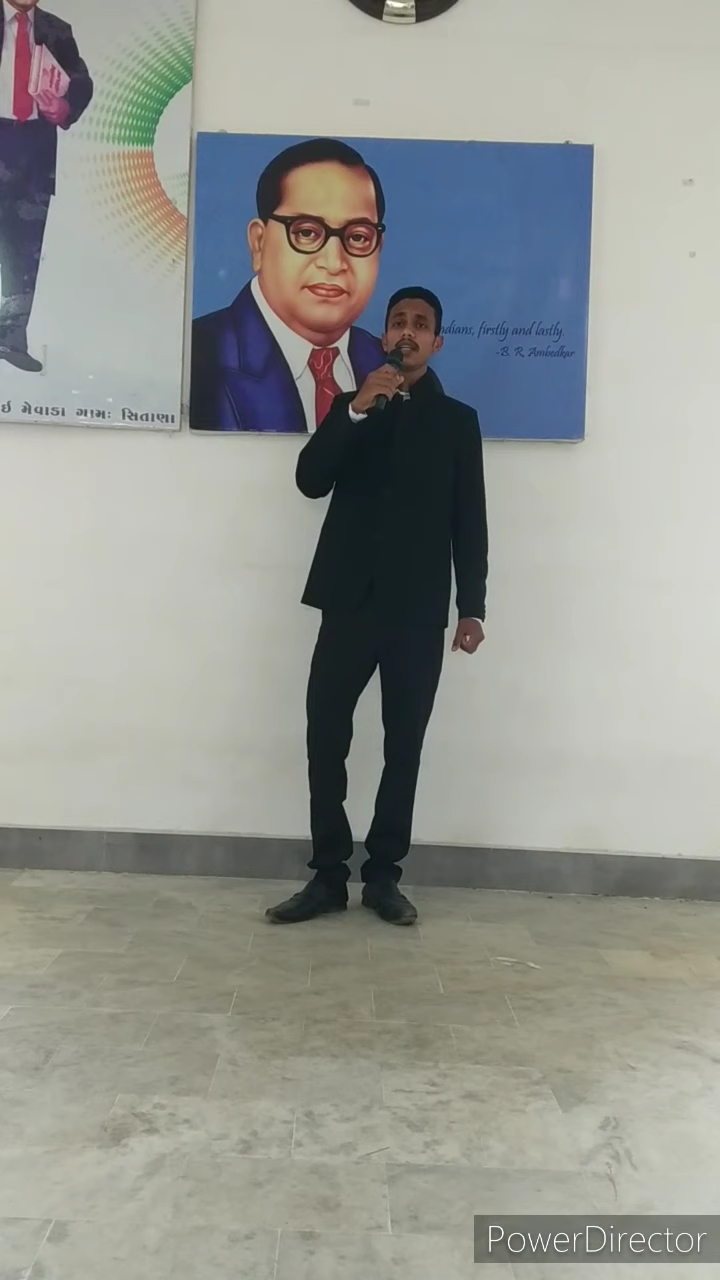 ndians, firstly and lastly.
-B. R. Ambedkar
ઇ મેવાડા ગામઃ સિતાણા
PowerDirector